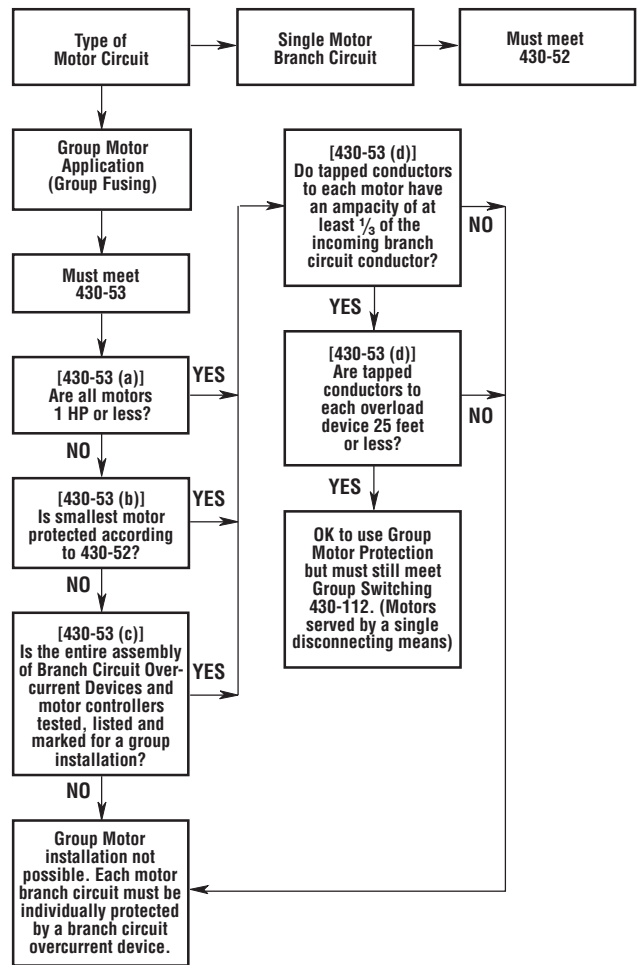 Type of
Motor Circuit
Single Motor
Branch Circuit
Must meet
430-52
Group Motor
Application
(Group Fusing)
Must meet
430-53
[430-53 (a)]
Are all motors
1 HP or less?
YES
NO
[430-53 (b)]
Is smallest motor
protected according
to 430-52?
YES
NO
[430-53 (c)]
Is the entire assembly
of Branch Circuit Over-
current Devices and
motor controllers
tested, listed and
marked for a group
installation?
YES
NO
Group Motor
installation not
possible. Each motor
branch circuit must be
individually protected
by a branch circuit
overcurrent device.
[430-53 (d)]
Do tapped conductors
to each motor have
an ampacity of at
least 1/3 of the
incoming branch
circuit conductor?
NO
YES
[430-53 (d)]
Are tapped
conductors to
each overload
device 25 feet
or less?
NO
YES
OK to use Group
Motor Protection
but must still meet
Group Switching
430-112. (Motors
served by a single
disconnecting means)